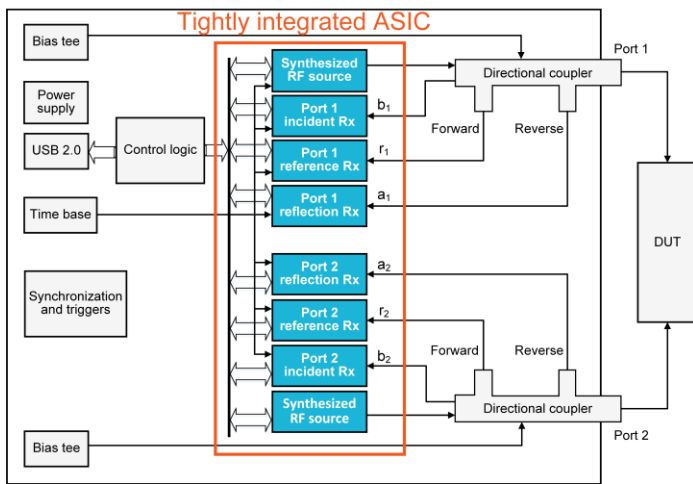 Tightly integrated ASIC
Bias tee
Power
supply
USB 2.0
Control logic
Time base
Synchronization
and triggers
Bias tee
Synthesized
RF source
Port 1
incident Rx
Port 1
reference Rx
Port 1
reflection Rx
Port 2
reflection Rx
Port 2
reference Rx
Port 2
incident Rx
Synthesized
RF source
b₁
r₁
a₁
a₂
r₂
b₂
Directional coupler
Forward
Reverse
Port 1
DUT
Forward
Reverse
Directional coupler
Port 2